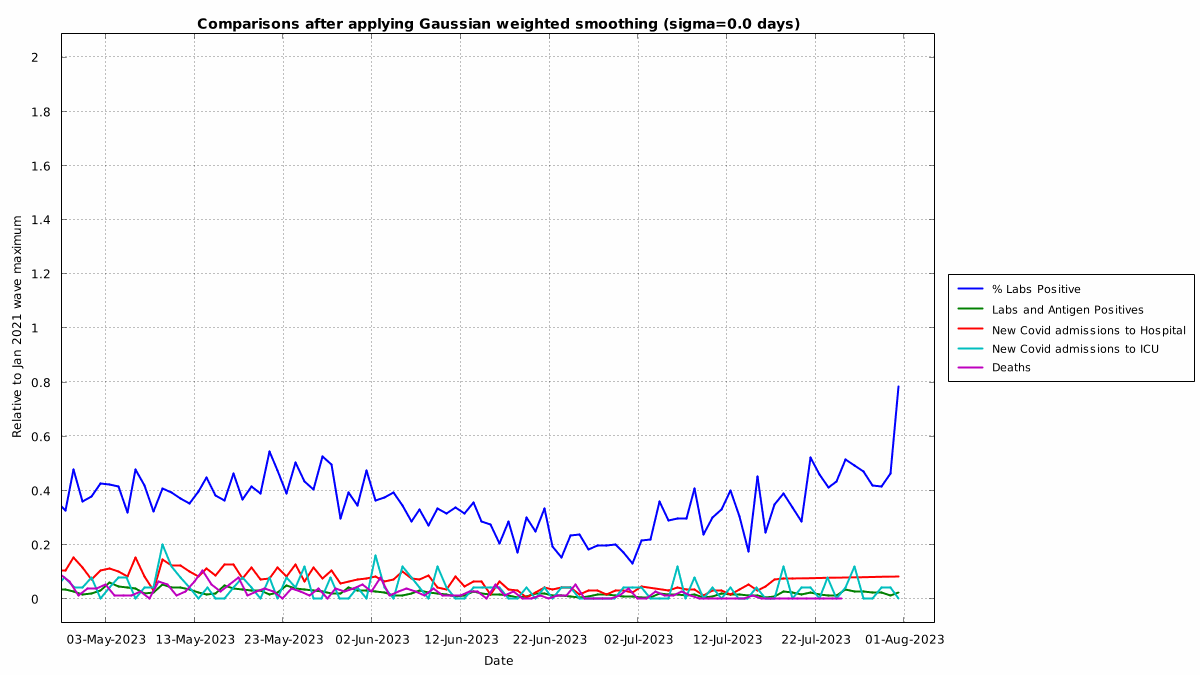 Comparisons after applying Gaussian weighted smoothing (sigma=0.0 days)
Relative to Jan 2021 wave maximum
2
1.8
1.6
1.4
1.2
1
0.8
0.6
0.4
0.2
0
03-May-2023 13-May-2023 23-May-2023 02-Jun-2023 12-Jun-2023 22-Jun-2023 02-Jul-2023 12-Jul-2023 22-Jul-2023 01-Aug-2023
Date
% Labs Positive
Labs and Antigen Positives
New Covid admissions to Hospital
New Covid admissions to ICU
Deaths